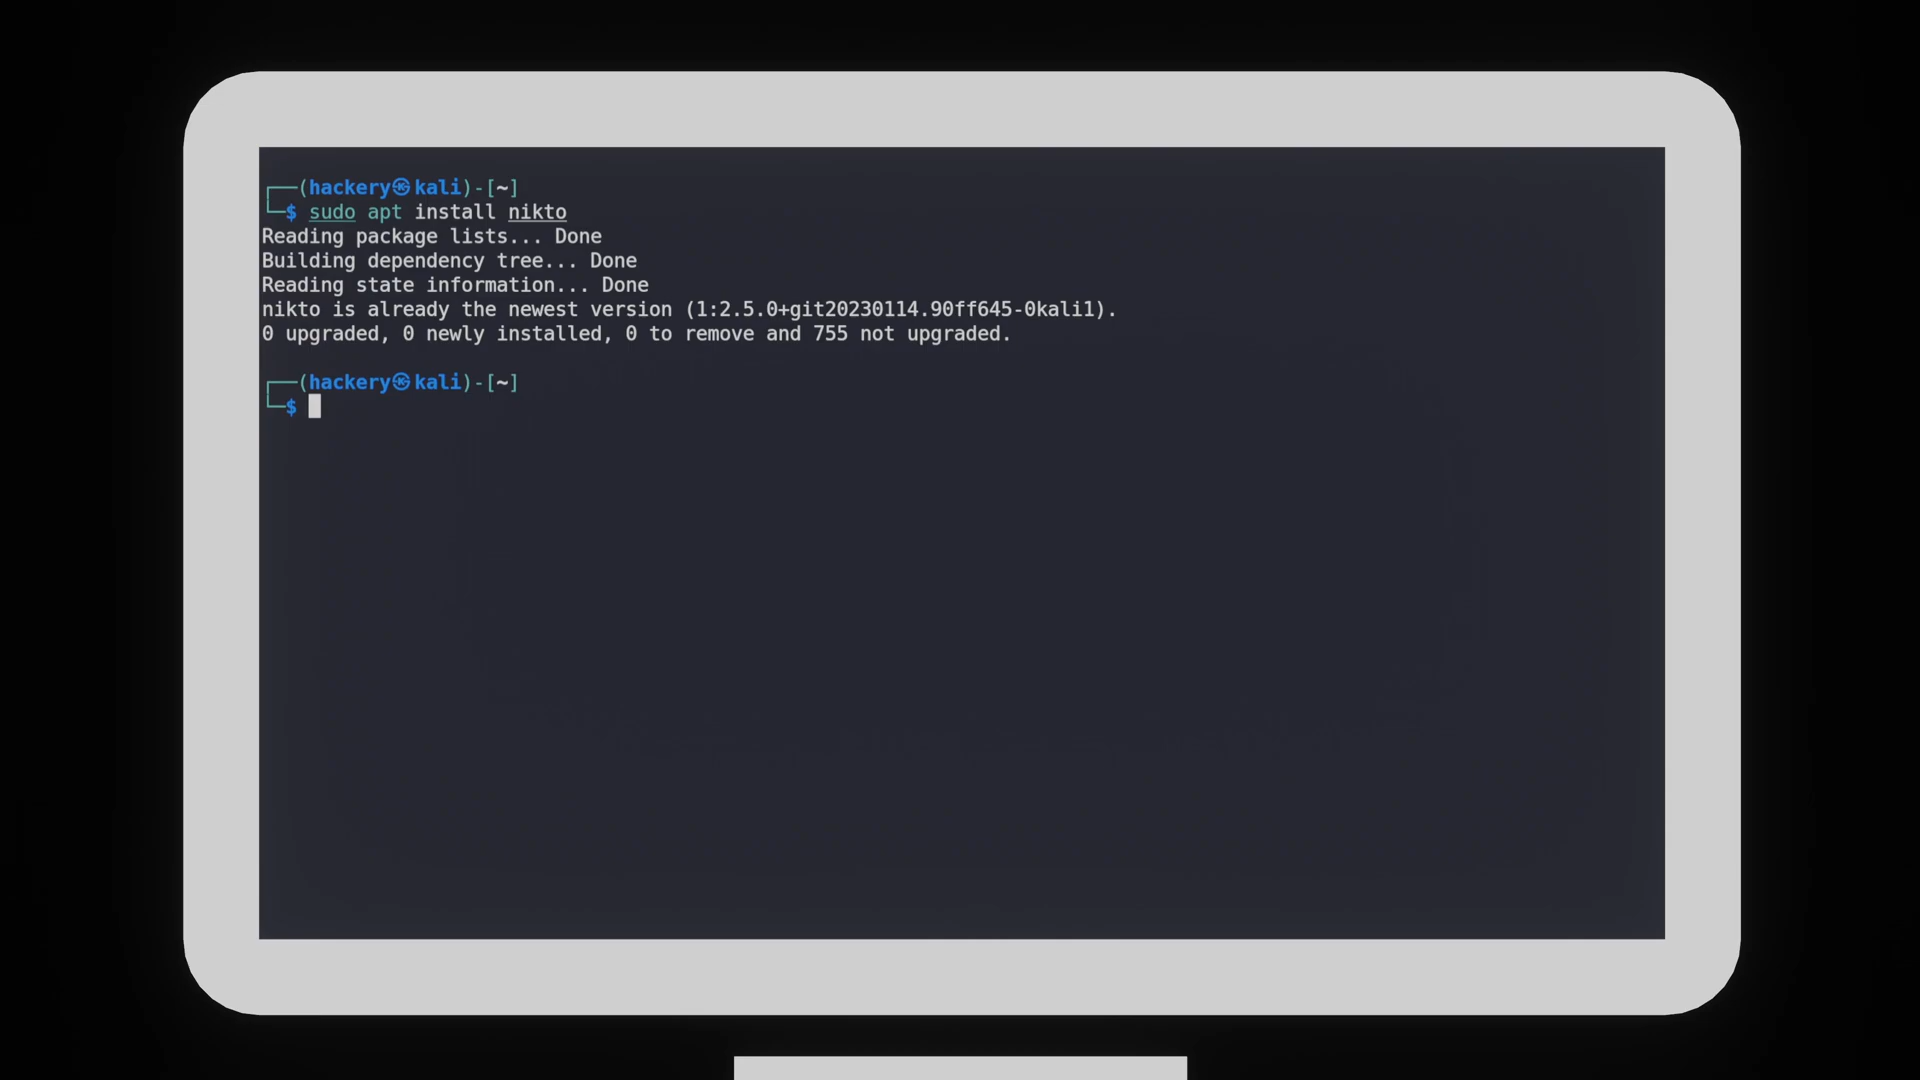 ┌──(hackery㉿kali)-[~]
└─$ sudo apt install nikto
Reading package lists... Done
Building dependency tree... Done
Reading state information... Done
nikto is already the newest version (1:2.5.0+git20230114.90ff645-0kali1).
0 upgraded, 0 newly installed, 0 to remove and 755 not upgraded.
┌──(hackery㉿kali)-[~]
└─$